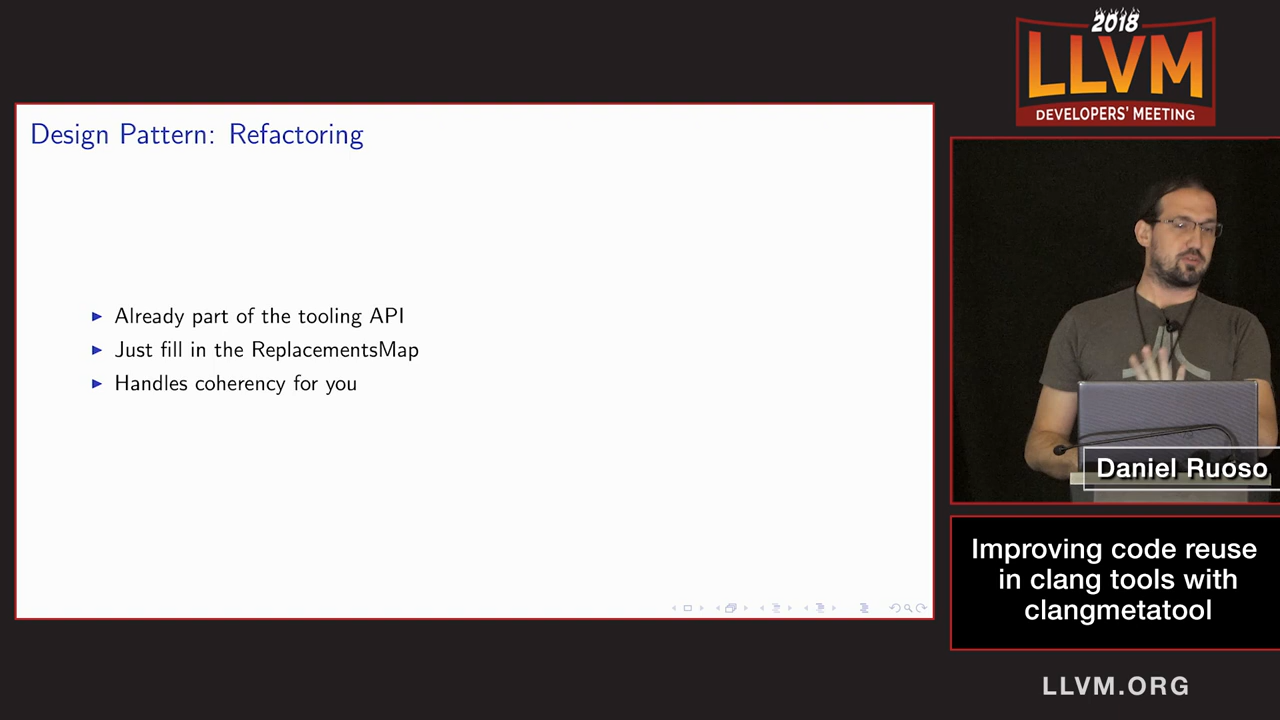 2018
LLVM
DEVELOPERS' MEETING
Design Pattern: Refactoring
Already part of the tooling API
Just fill in the ReplacementsMap
Handles coherency for you
Daniel Ruoso
Improving code reuse
in clang tools with
clangmetatool
LLVM.ORG